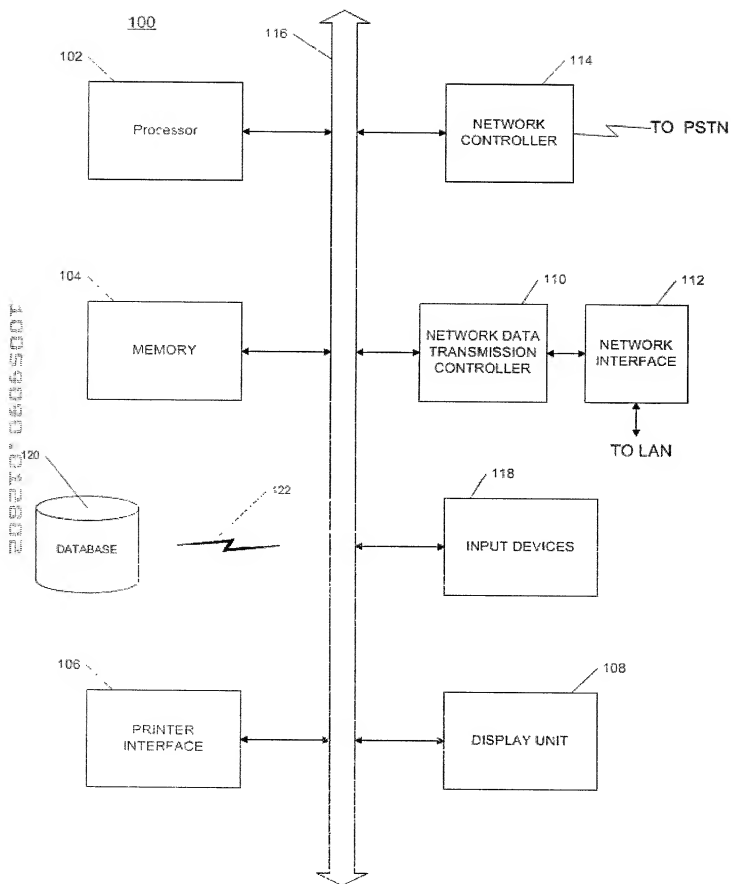 100
116
102
114
Processor
NETWORK
CONTROLLER
TO PSTN
104
110
112
MEMORY
NETWORK DATA
TRANSMISSION
CONTROLLER
NETWORK
INTERFACE
TO LAN
120
122
118
DATABASE
INPUT DEVICES
106
108
PRINTER
INTERFACE
DISPLAY UNIT